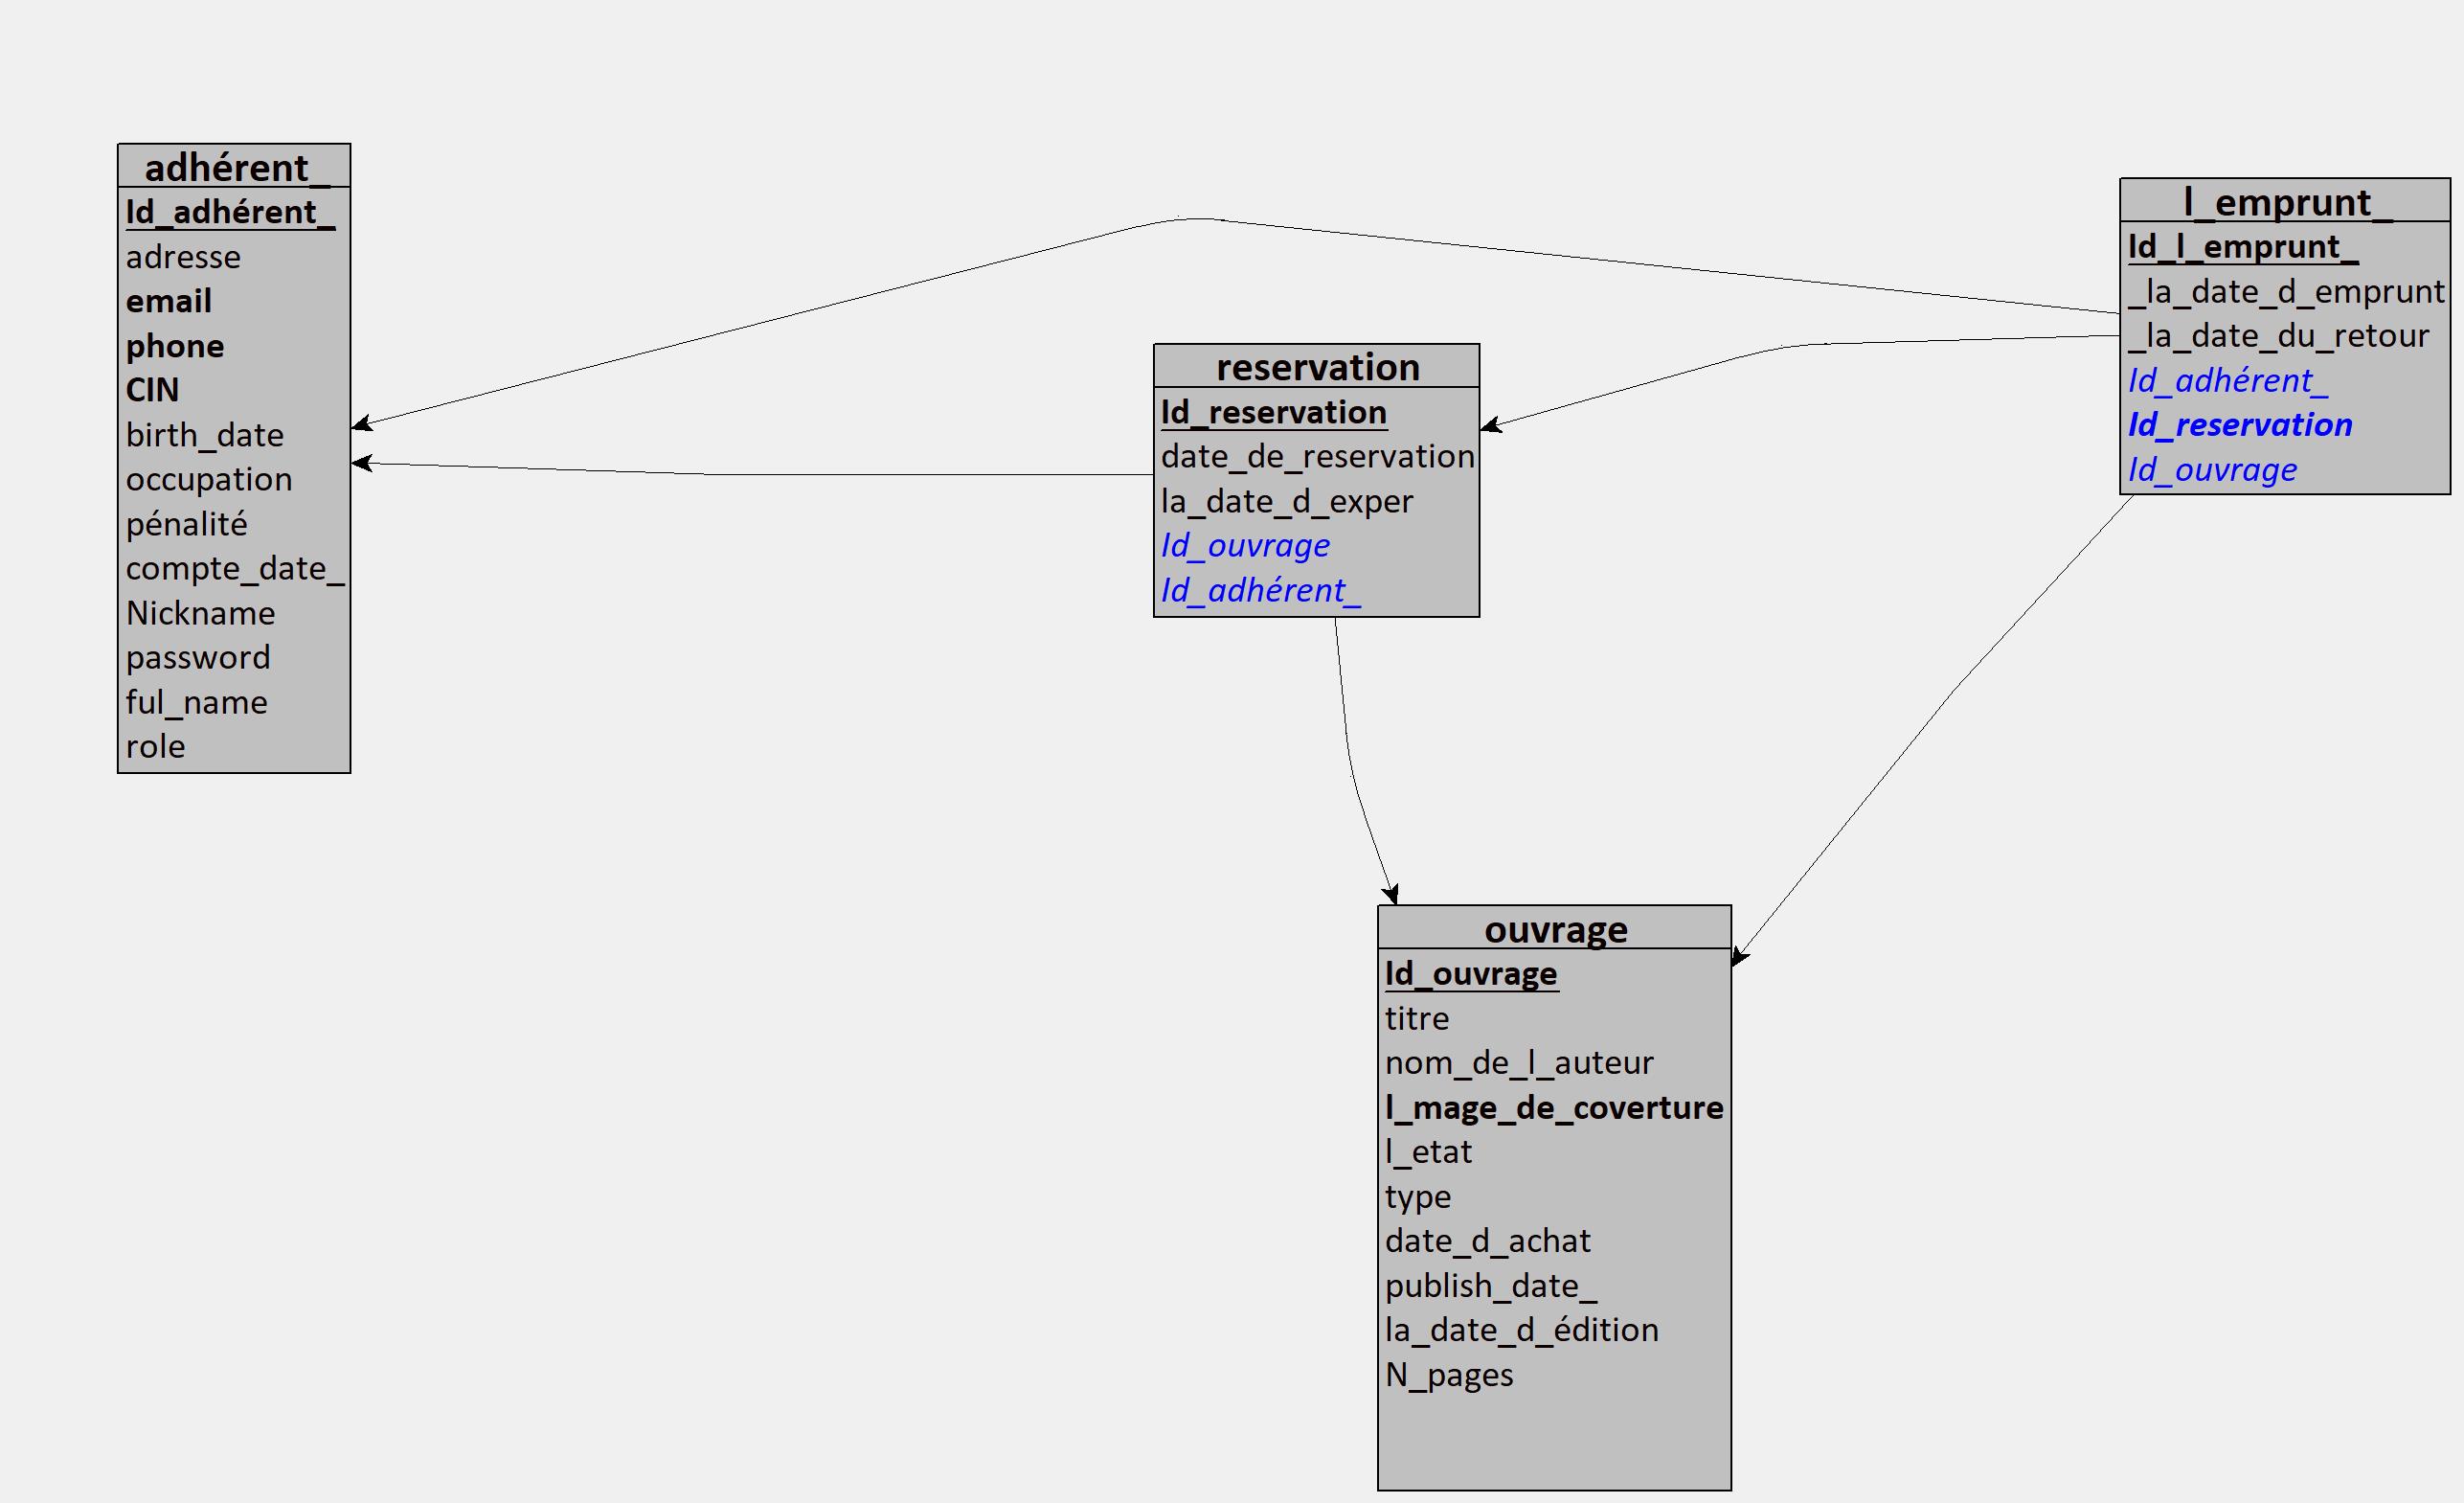 adhérent_
Id_adhérent_
adresse
email
phone
CIN
birth_date
occupation
pénalité
compte_date_
Nickname
password
ful_name
role
reservation
Id_reservation
date_de_reservation
la_date_d_exper
Id_ouvrage
Id_adhérent_
l_emprunt_
Id_l_emprunt_
_la_date_d_emprunt
_la_date_du_retour
Id_adhérent_
Id_reservation
Id_ouvrage
ouvrage
Id_ouvrage
titre
nom_de_l_auteur
l_mage_de_coverture
l_etat
type
date_d_achat
publish_date_
la_date_d_édition
N_pages